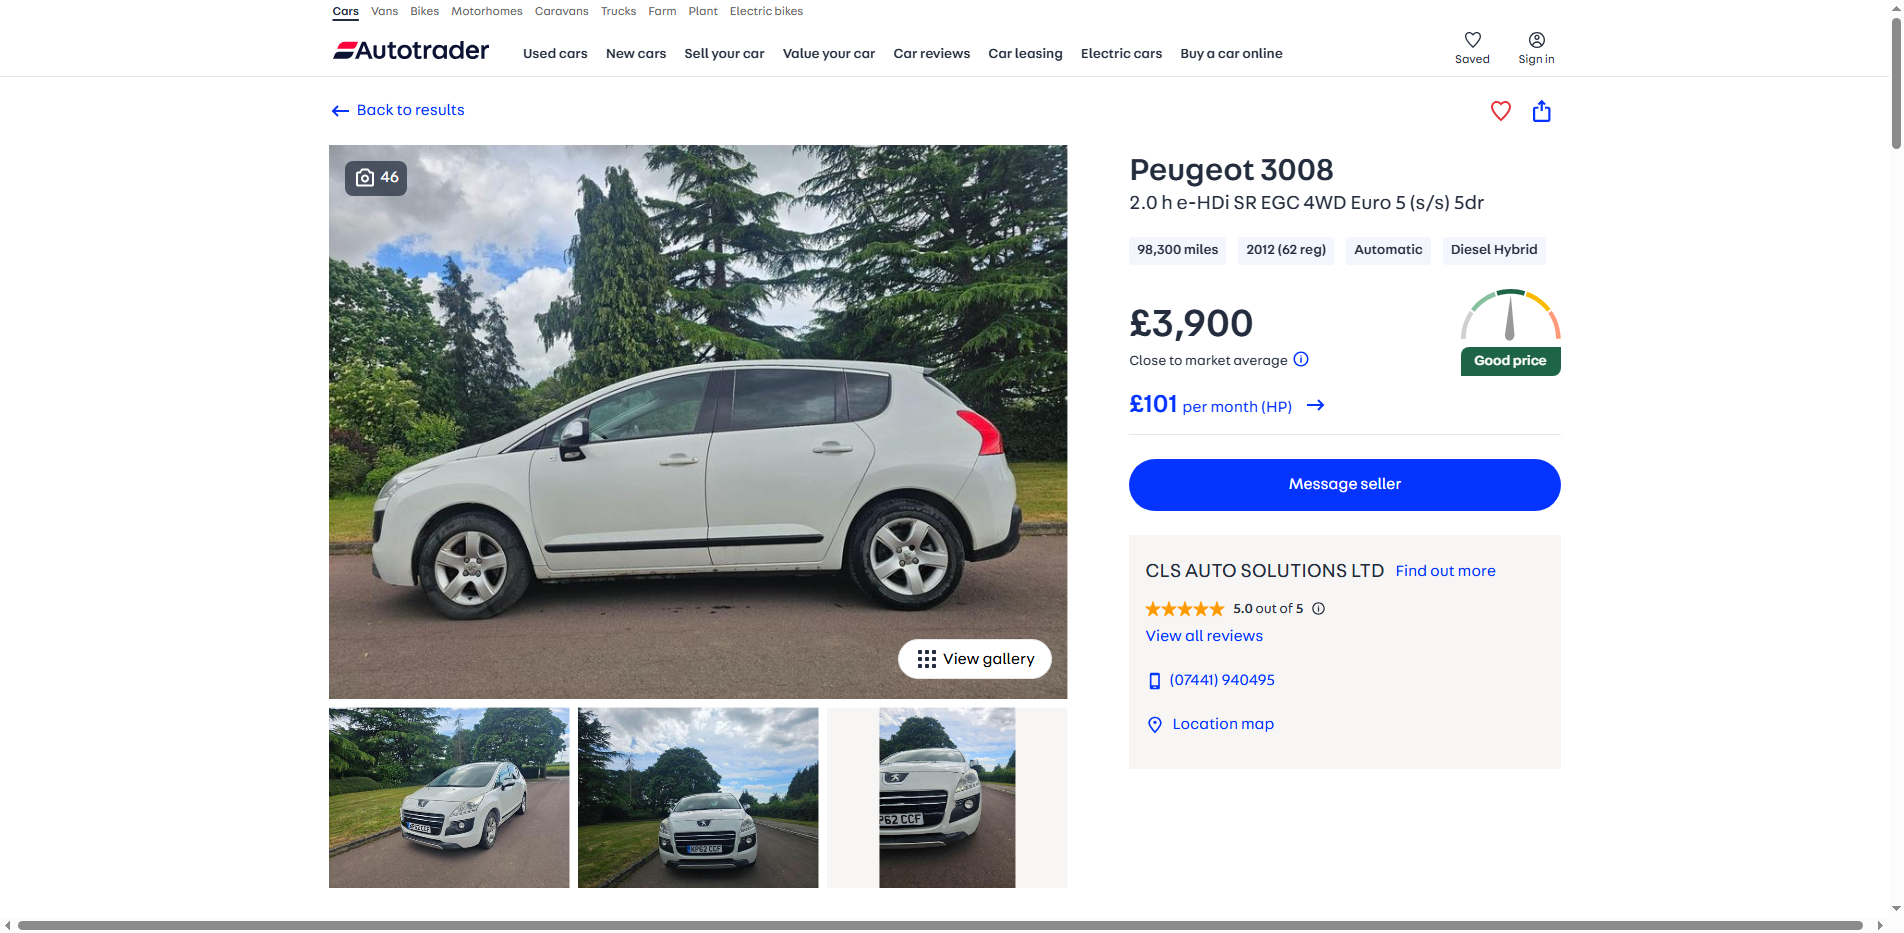 Cars Vans Bikes Motorhomes Caravans Trucks Farm Plant Electric bikes
Autotrader
Used cars New cars Sell your car Value your car Car reviews Car leasing Electric cars Buy a car online
Saved Sign in
Back to results
46
View gallery
Peugeot 3008
2.0 h e-HDi SR EGC 4WD Euro 5 (s/s) 5dr
98,300 miles 2012 (62 reg) Automatic Diesel Hybrid
£3,900
Close to market average
Good price
£101 per month (HP)
Message seller
CLS AUTO SOLUTIONS LTD Find out more
5.0 out of 5
View all reviews
(07441) 940495
Location map
P62 CCF